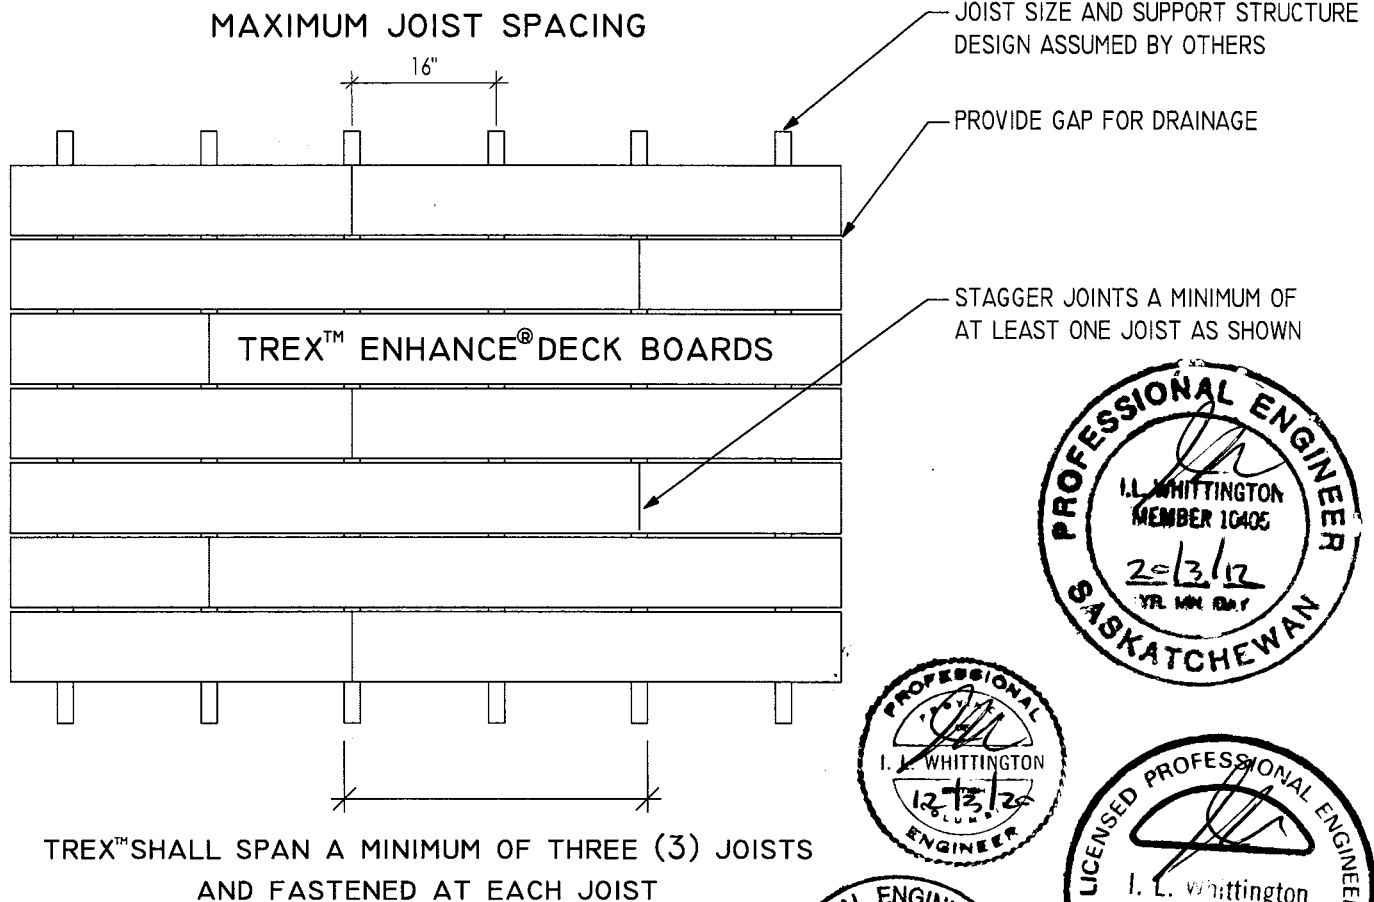 MAXIMUM JOIST SPACING
16"
JOIST SIZE AND SUPPORT STRUCTURE
DESIGN ASSUMED BY OTHERS
PROVIDE GAP FOR DRAINAGE
STAGGER JOINTS A MINIMUM OF
AT LEAST ONE JOIST AS SHOWN
TREX™ ENHANCE® DECK BOARDS
TREX™ SHALL SPAN A MINIMUM OF THREE (3) JOISTS
AND FASTENED AT EACH JOIST
PROFESSIONAL ENGINEER
I.L. WHITTINGTON
MEMBER 10405
20/3/12
YR. MN. DAY
SASKATCHEWAN
PROFESSIONAL
I. L. WHITTINGTON
12/3/20
ENGINEER
LICENSED PROFESSIONAL ENGINEER
I. L. Whittington